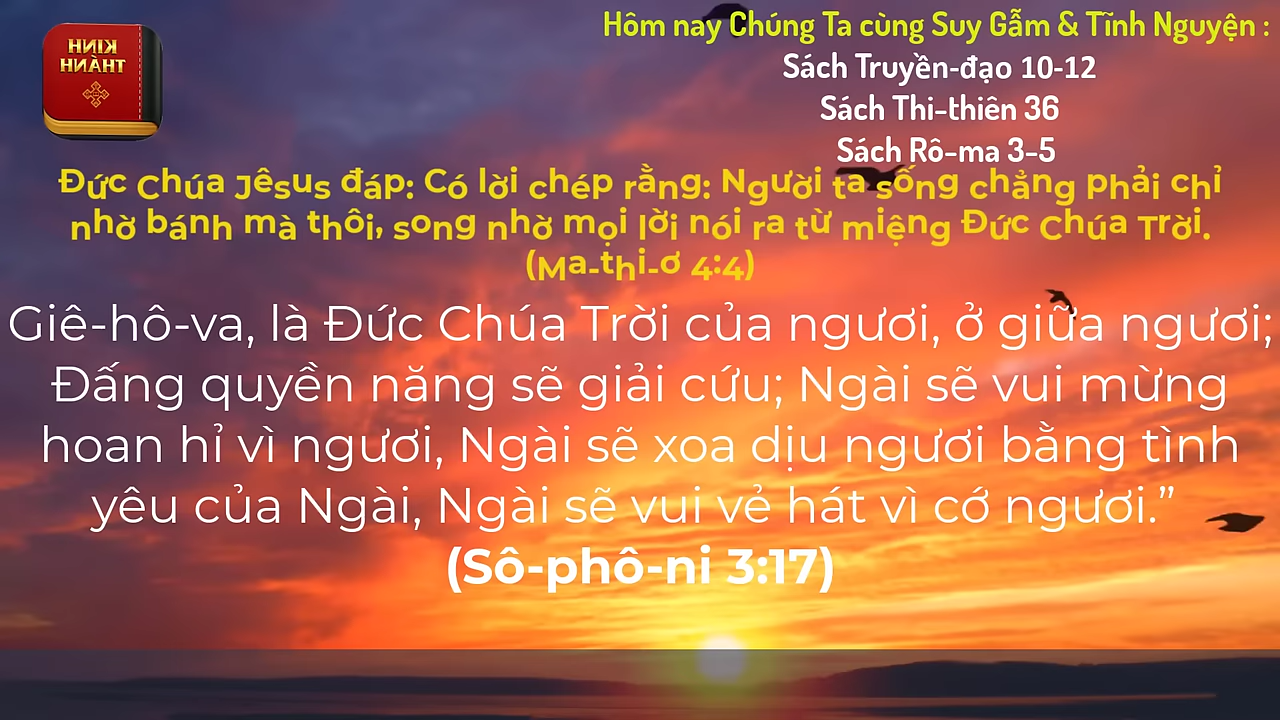 KINH
THÀNH
Hôm nay Chúng Ta cùng Suy Gẫm & Tĩnh Nguyện :
Sách Truyền-đạo 10-12
Sách Thi-thiên 36
Sách Rô-ma 3-5
Đức Chúa Jêsus đáp: Có lời chép rằng: Người ta sống chẳng phải chỉ
nhờ bánh mà thôi, song nhờ mọi lời nói ra từ miệng Đức Chúa Trời.
(Ma-thi-ơ 4:4)
Giê-hô-va, là Đức Chúa Trời của ngươi, ở giữa ngươi;
Đấng quyền năng sẽ giải cứu; Ngài sẽ vui mừng
hoan hỉ vì ngươi, Ngài sẽ xoa dịu ngươi bằng tình
yêu của Ngài, Ngài sẽ vui vẻ hát vì cớ ngươi.”
(Sô-phô-ni 3:17)